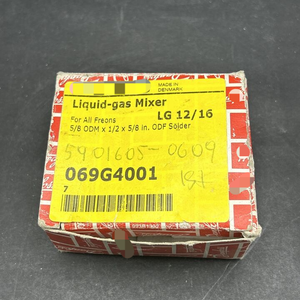 MADE IN
DENMARK
Liquid-gas Mixer
LG 12/16
For All Freons
5/8 ODM x 1/2 x 5/8 in. ODF Solder
5901605-0609
069G4001
1st
7